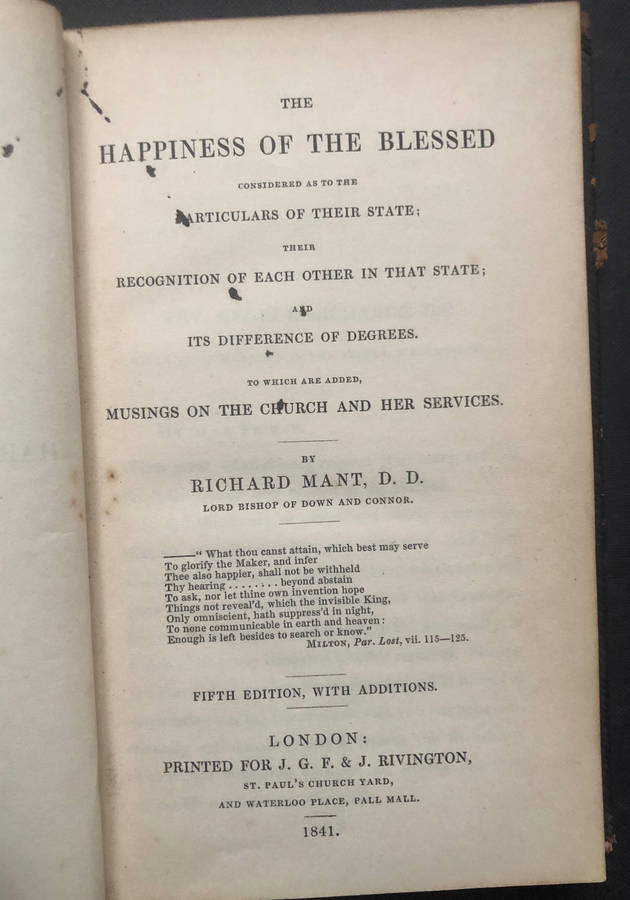 THE
HAPPINESS OF THE BLESSED
CONSIDERED AS TO THE
PARTICULARS OF THEIR STATE;
THEIR
RECOGNITION OF EACH OTHER IN THAT STATE;
AND
ITS DIFFERENCE OF DEGREES.
TO WHICH ARE ADDED,
MUSINGS ON THE CHURCH AND HER SERVICES.
BY
RICHARD MANT, D. D.
LORD BISHOP OF DOWN AND CONNOR.
——“ What thou canst attain, which best may serve
To glorify the Maker, and infer
Thee also happier, shall not be withheld
Thy hearing ........ beyond abstain
To ask, nor let thine own invention hope
Things not reveal’d, which the invisible King,
Only omniscient, hath suppress’d in night,
To none communicable in earth and heaven:
Enough is left besides to search or know.”
MILTON, Par. Lost, vii. 115—125.
FIFTH EDITION, WITH ADDITIONS.
LONDON:
PRINTED FOR J. G. F. & J. RIVINGTON,
ST. PAUL’S CHURCH YARD,
AND WATERLOO PLACE, PALL MALL.
1841.